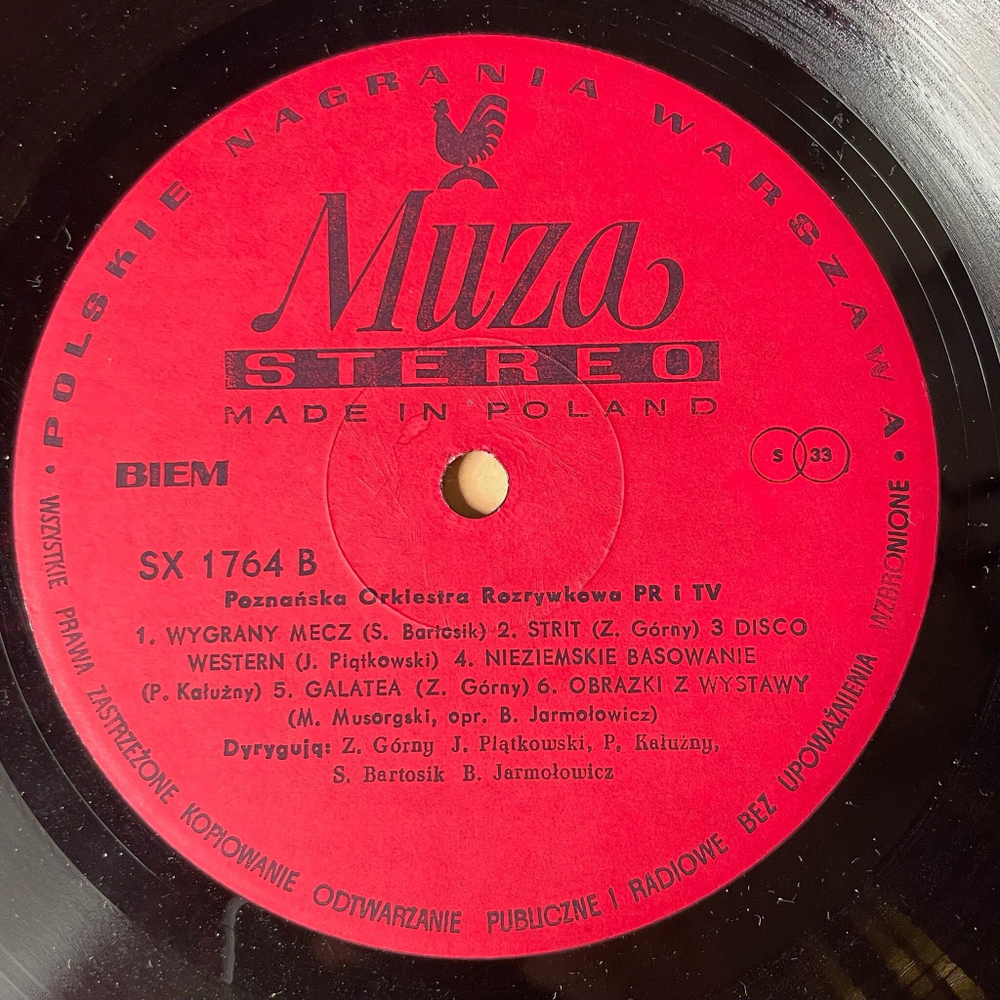 • POLSKIE NAGRANIA WARSZAWA •
Muza
STEREO
MADE IN POLAND
BIEM
S 33
SX 1764 B
Poznańska Orkiestra Rozrywkowa PR i TV
1. WYGRANY MECZ (S. Bartosik) 2. STRIT (Z. Górny) 3 DISCO
WESTERN (J. Piątkowski) 4. NIEZIEMSKIE BASOWANIE
(P. Kałużny) 5. GALATEA (Z. Górny) 6. OBRAZKI Z WYSTAWY
(M. Musorgski, opr. B. Jarmołowicz)
Dyrygują: Z. Górny J. Plątkowski, P. Kałużny,
S. Bartosik B. Jarmołowicz
WSZYSTKIE PRAWA ZASTRZEŻONE KOPIOWANIE ODTWARZANIE PUBLICZNE I RADIOWE BEZ UPOWAŻNIENIA WZBRONIONE